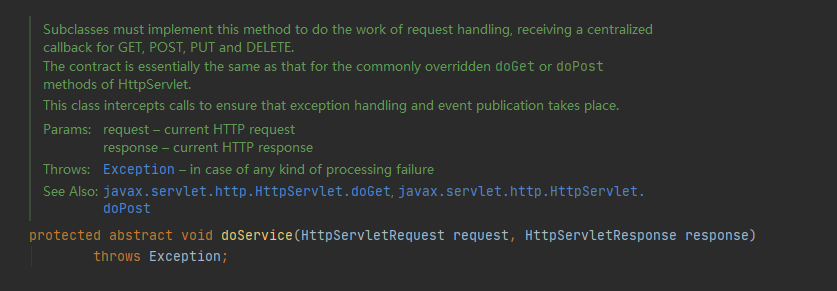 Subclasses must implement this method to do the work of request handling, receiving a centralized
callback for GET, POST, PUT and DELETE.
The contract is essentially the same as that for the commonly overridden doGet or doPost
methods of HttpServlet.
This class intercepts calls to ensure that exception handling and event publication takes place.
Params: request – current HTTP request
response – current HTTP response
Throws: Exception – in case of any kind of processing failure
See Also: javax.servlet.http.HttpServlet.doGet, javax.servlet.http.HttpServlet.
doPost
protected abstract void doService(HttpServletRequest request, HttpServletResponse response)
throws Exception;